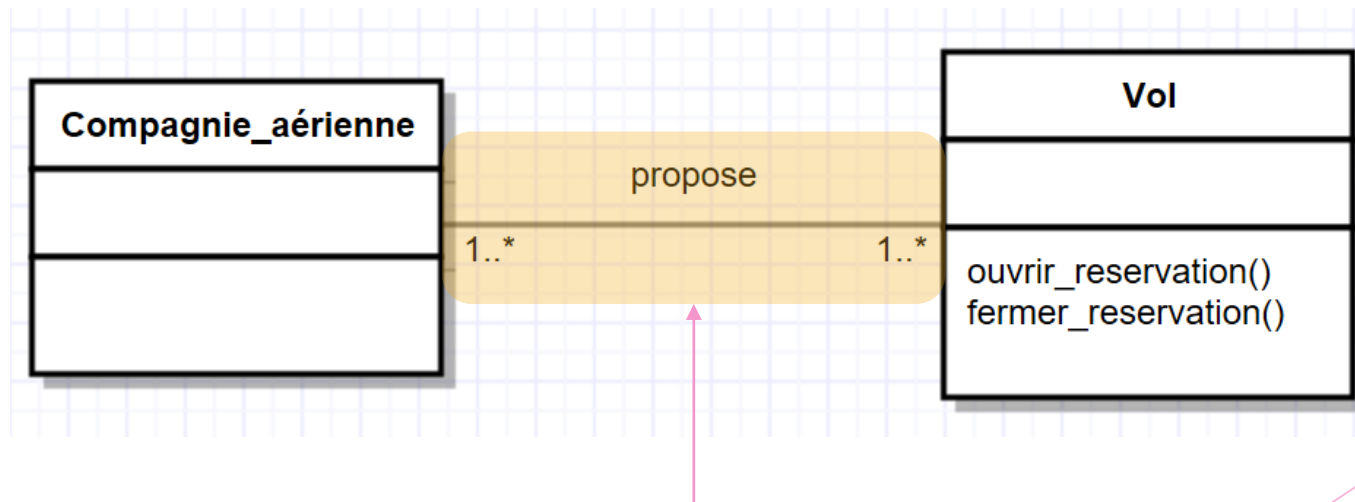 Compagnie_aérienne
propose
1..*
1..*
Vol
ouvrir_reservation()
fermer_reservation()